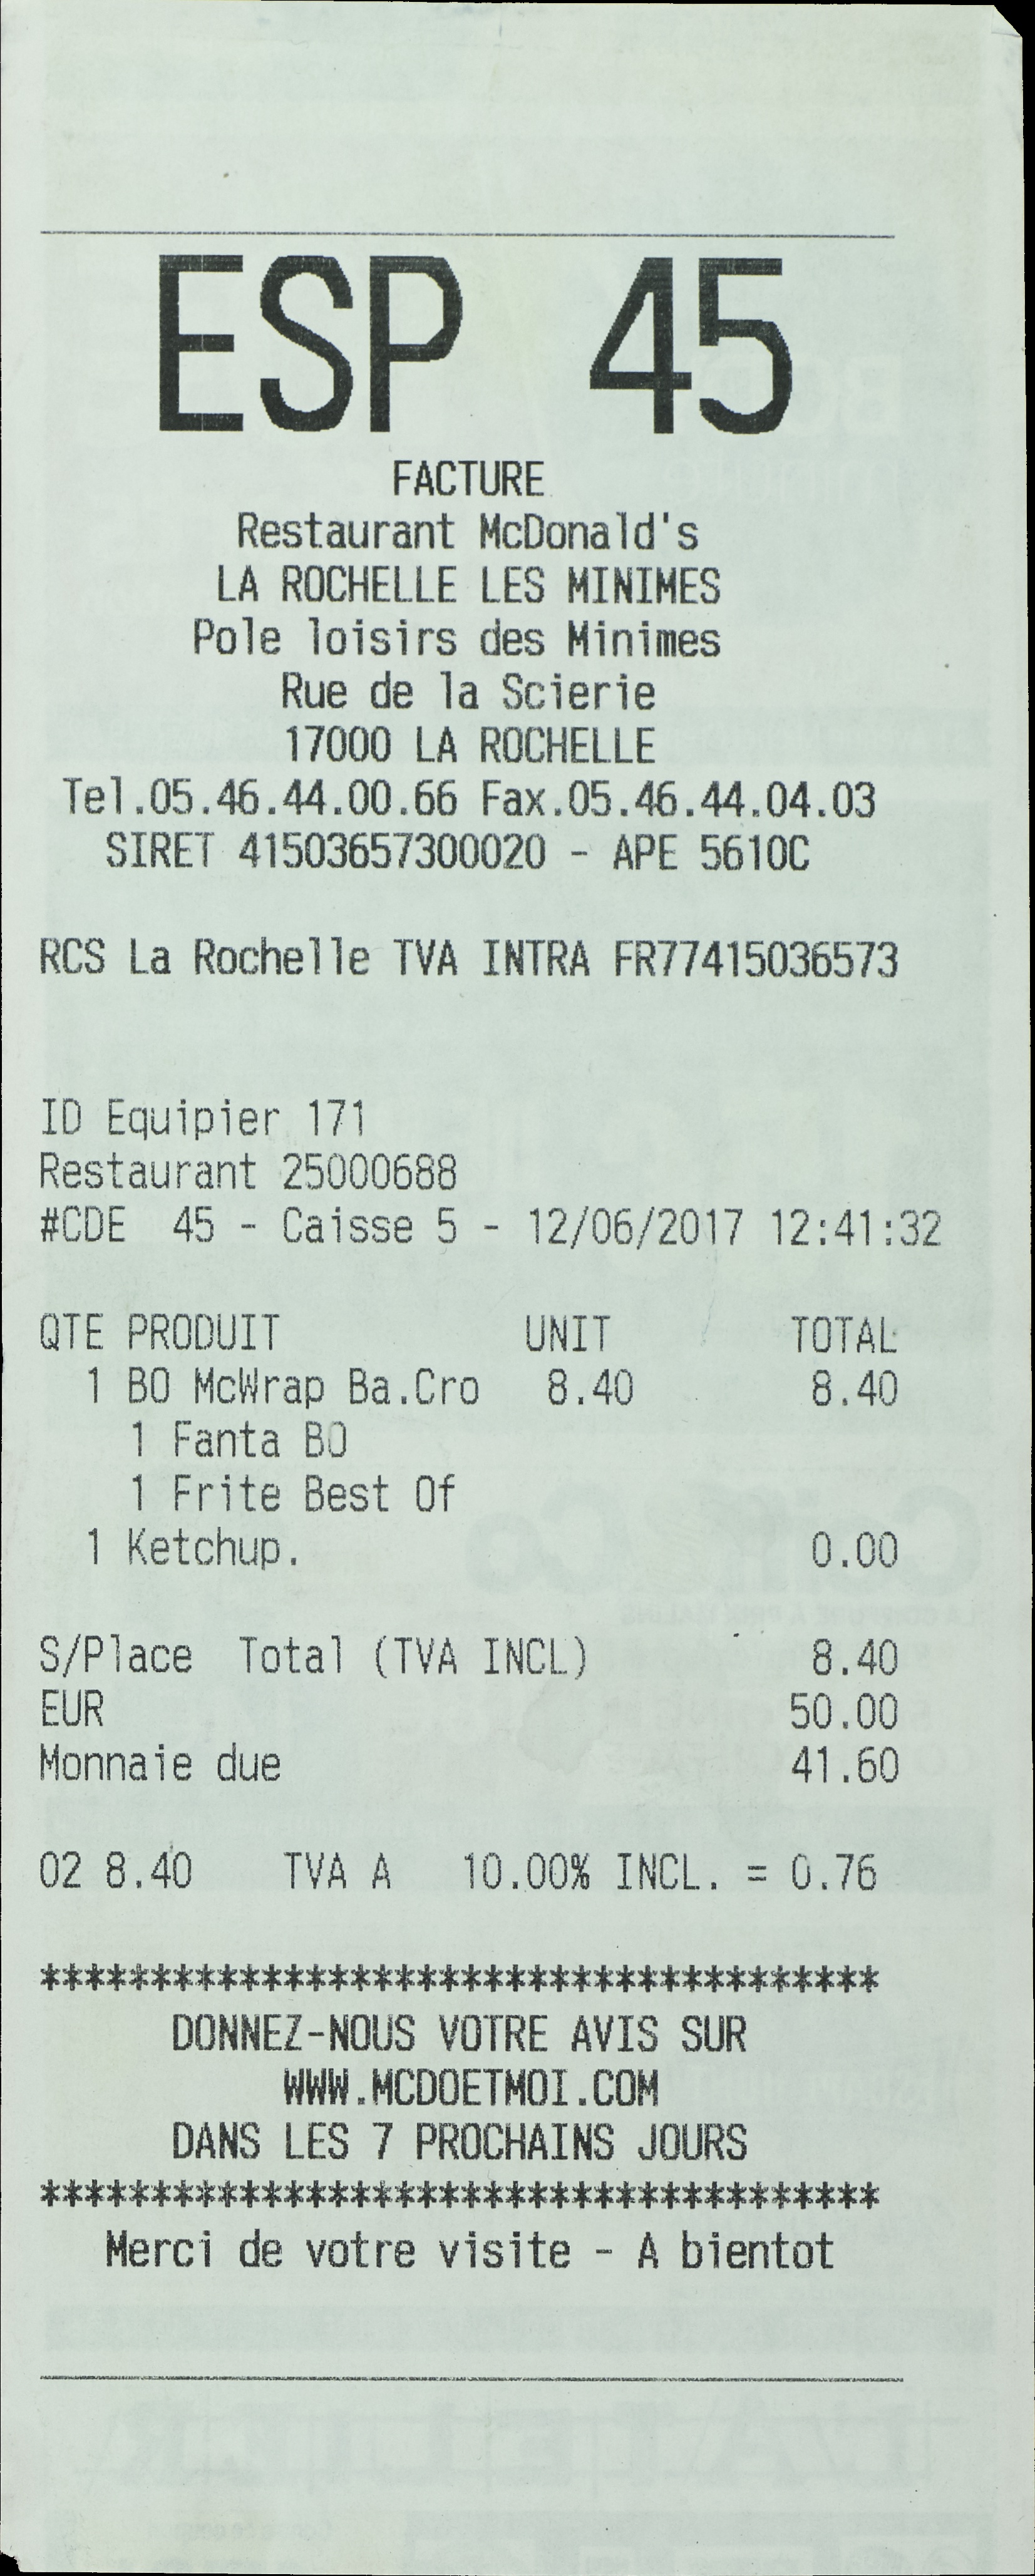 ESP 45
FACTURE
Restaurant McDonald's
LA ROCHELLE LES MINIMES
Pole loisirs des Minimes
Rue de la Scierie
17000 LA ROCHELLE
Tel.05.46.44.00.66 Fax.05.46.44.04.03
SIRET 41503657300020 - APE 5610C
RCS La Rochelle TVA INTRA FR77415036573
ID Equipier 171
Restaurant 25000688
#CDE 45 - Caisse 5 - 12/06/2017 12:41:32
QTE PRODUIT UNIT TOTAL
1 BO McWrap Ba.Cro 8.40 8.40
1 Fanta BO
1 Frite Best Of
1 Ketchup. 0.00
S/Place Total (TVA INCL) 8.40
EUR 50.00
Monnaie due 41.60
02 8.40 TVA A 10.00% INCL. = 0.76
***************************************
DONNEZ-NOUS VOTRE AVIS SUR
WWW.MCDOETMOI.COM
DANS LES 7 PROCHAINS JOURS
***************************************
Merci de votre visite - A bientot